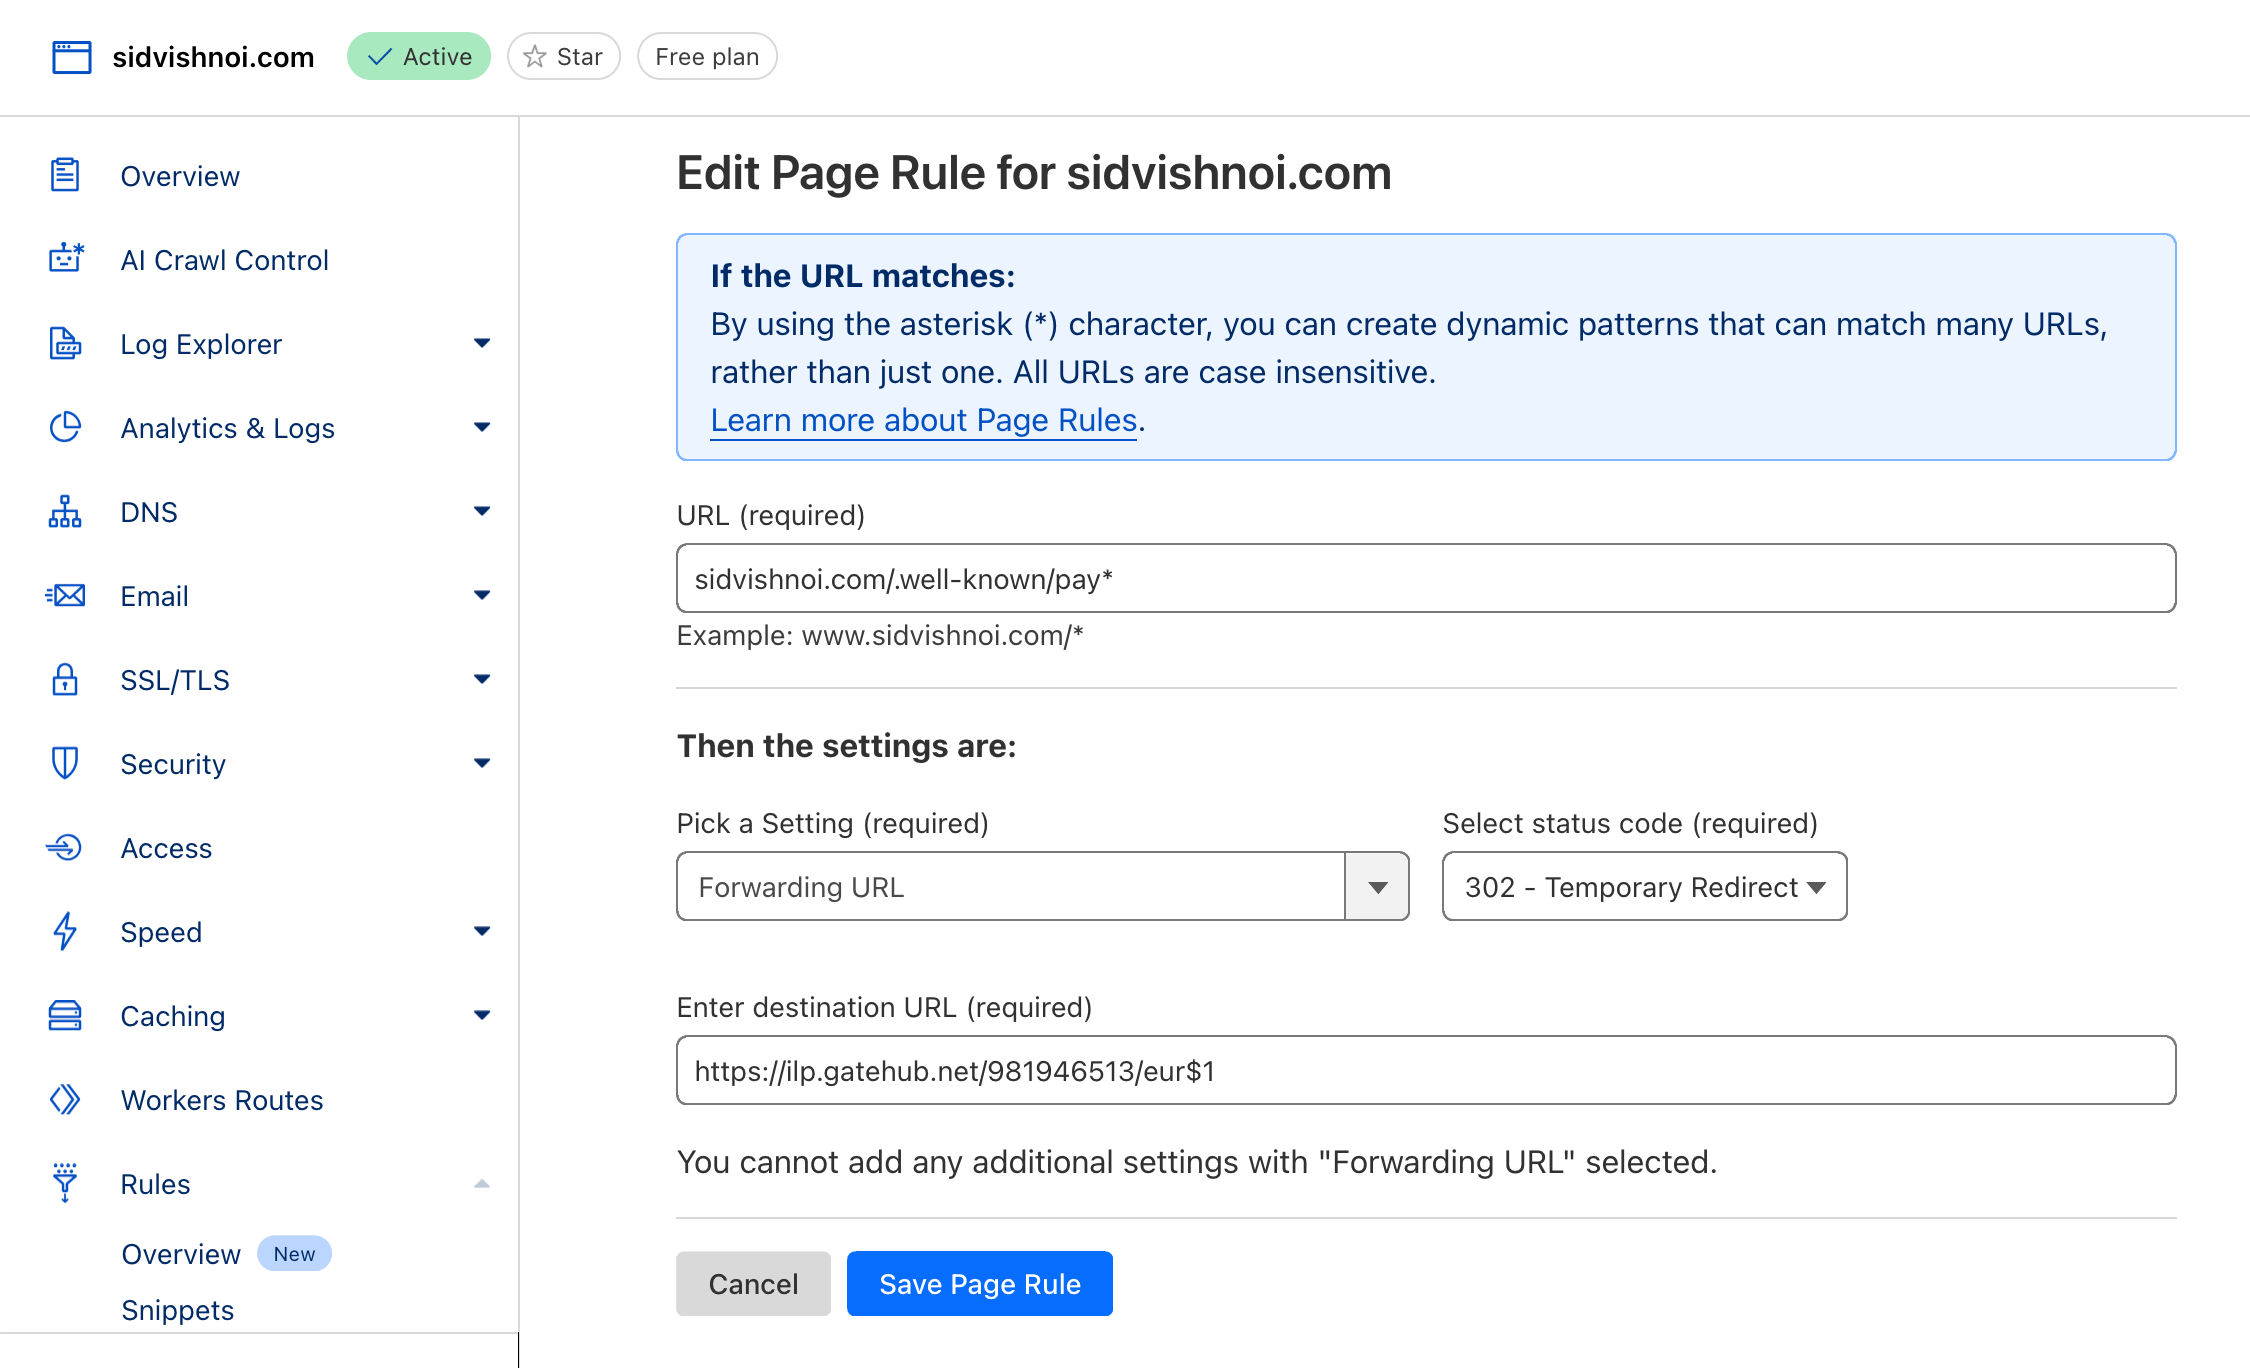 sidvishnoi.com
Active
Star
Free plan
Overview
AI Crawl Control
Log Explorer
Analytics & Logs
DNS
Email
SSL/TLS
Security
Access
Speed
Caching
Workers Routes
Rules
Overview New
Snippets
Edit Page Rule for sidvishnoi.com
If the URL matches:
By using the asterisk (*) character, you can create dynamic patterns that can match many URLs,
rather than just one. All URLs are case insensitive.
Learn more about Page Rules.
URL (required)
sidvishnoi.com/.well-known/pay*
Example: www.sidvishnoi.com/*
Then the settings are:
Pick a Setting (required)
Forwarding URL
Select status code (required)
302 - Temporary Redirect
Enter destination URL (required)
https://ilp.gatehub.net/981946513/eur$1
You cannot add any additional settings with "Forwarding URL" selected.
Cancel
Save Page Rule